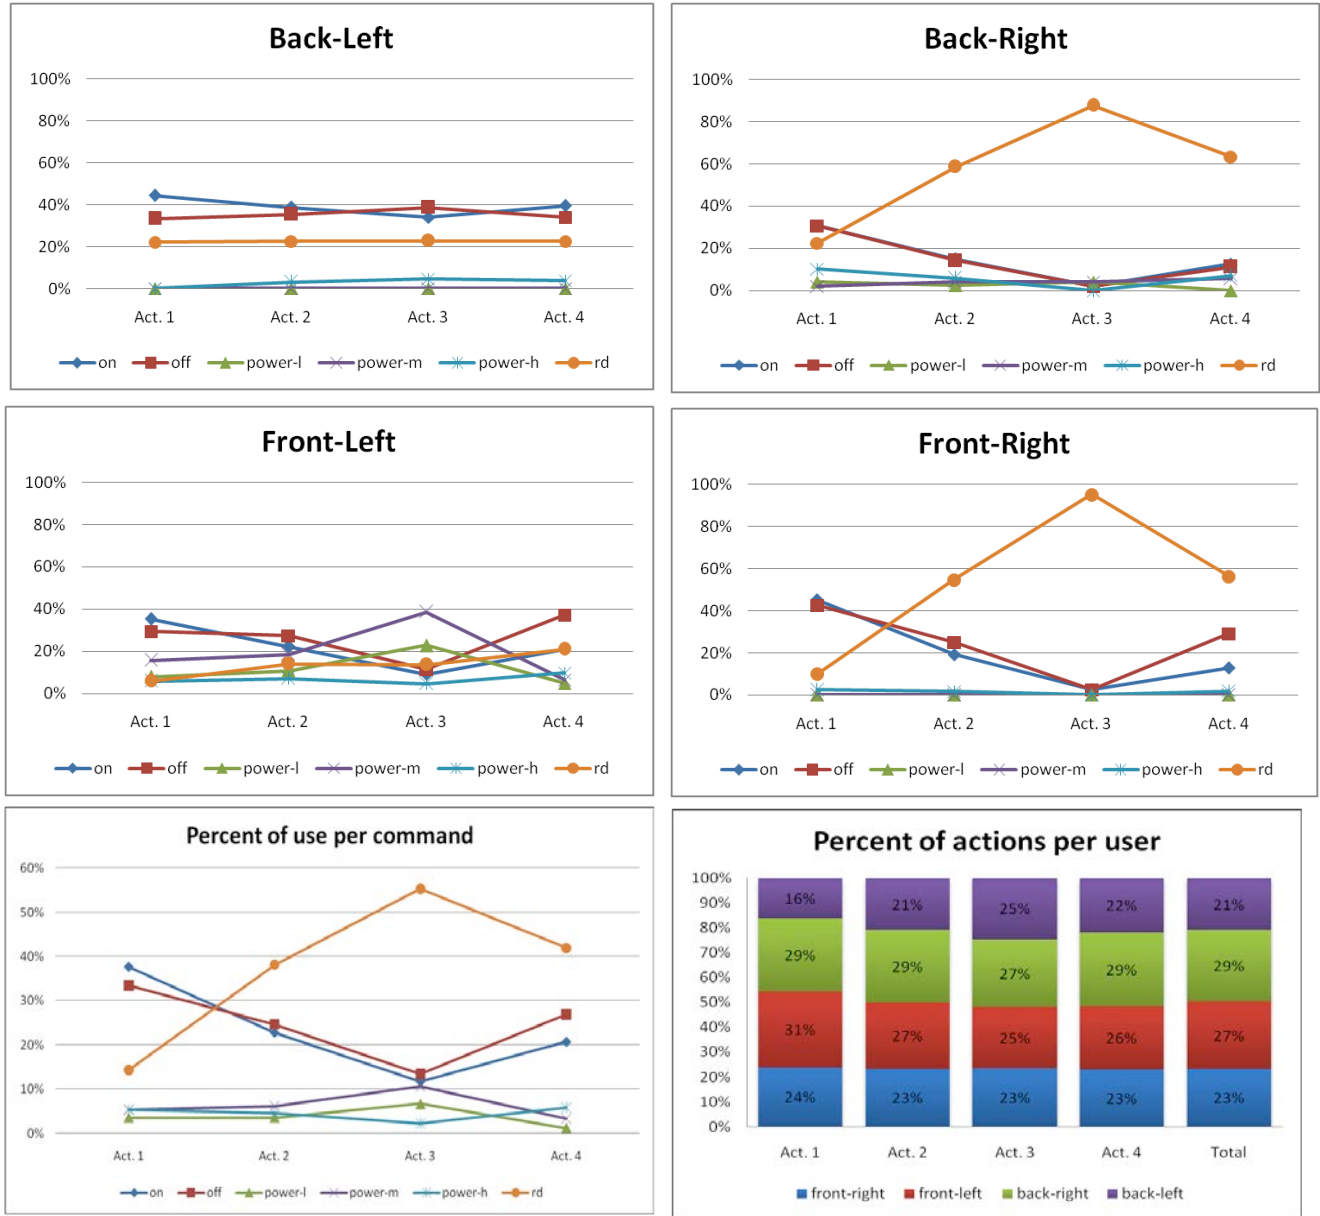 Back-Left
100%
80%
60%
40%
20%
0%
Act. 1 Act. 2 Act. 3 Act. 4
on off power-l power-m power-h rd
Back-Right
100%
80%
60%
40%
20%
0%
Act. 1 Act. 2 Act. 3 Act. 4
on off power-l power-m power-h rd
Front-Left
100%
80%
60%
40%
20%
0%
Act. 1 Act. 2 Act. 3 Act. 4
on off power-l power-m power-h rd
Front-Right
100%
80%
60%
40%
20%
0%
Act. 1 Act. 2 Act. 3 Act. 4
on off power-l power-m power-h rd
Percent of use per command
60%
50%
40%
30%
20%
10%
0%
Act. 1 Act. 2 Act. 3 Act. 4
on off power-l power-m power-h rd
Percent of actions per user
100%
90%
80%
70%
60%
50%
40%
30%
20%
10%
0%
16% 21% 25% 22% 21%
29% 29% 27% 29% 29%
31% 27% 25% 26% 27%
24% 23% 23% 23% 23%
Act. 1 Act. 2 Act. 3 Act. 4 Total
front-right front-left back-right back-left